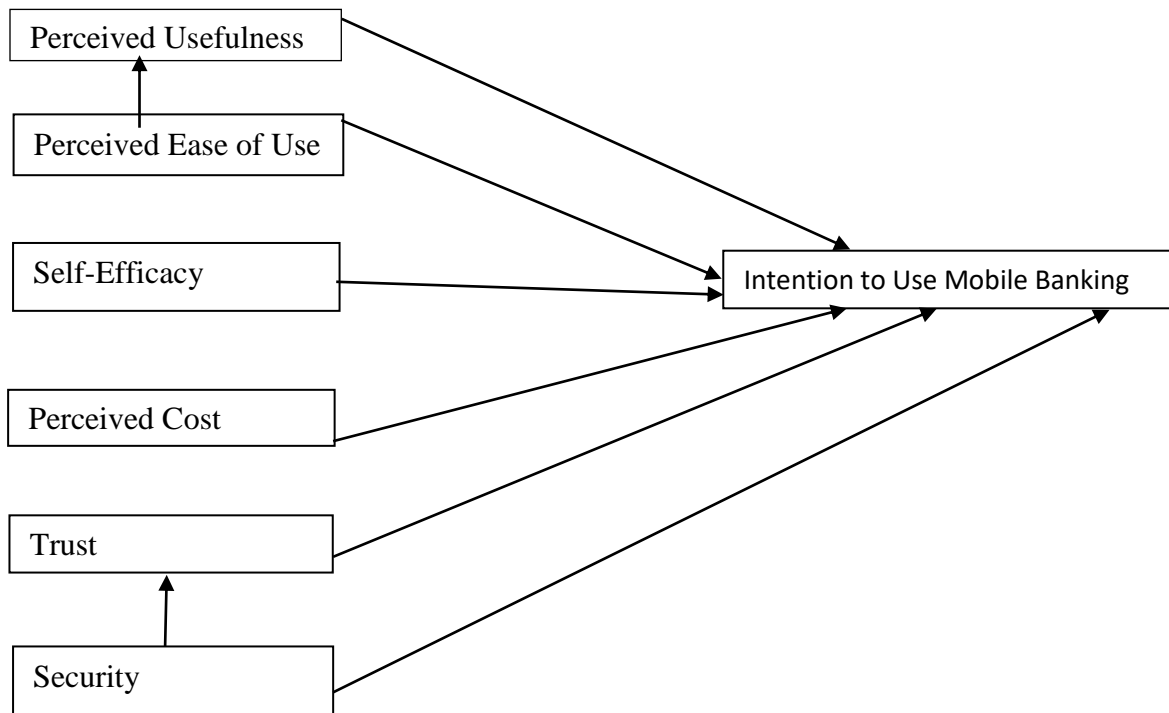 Perceived Usefulness
Perceived Ease of Use
Self-Efficacy
Intention to Use Mobile Banking
Perceived Cost
Trust
Security